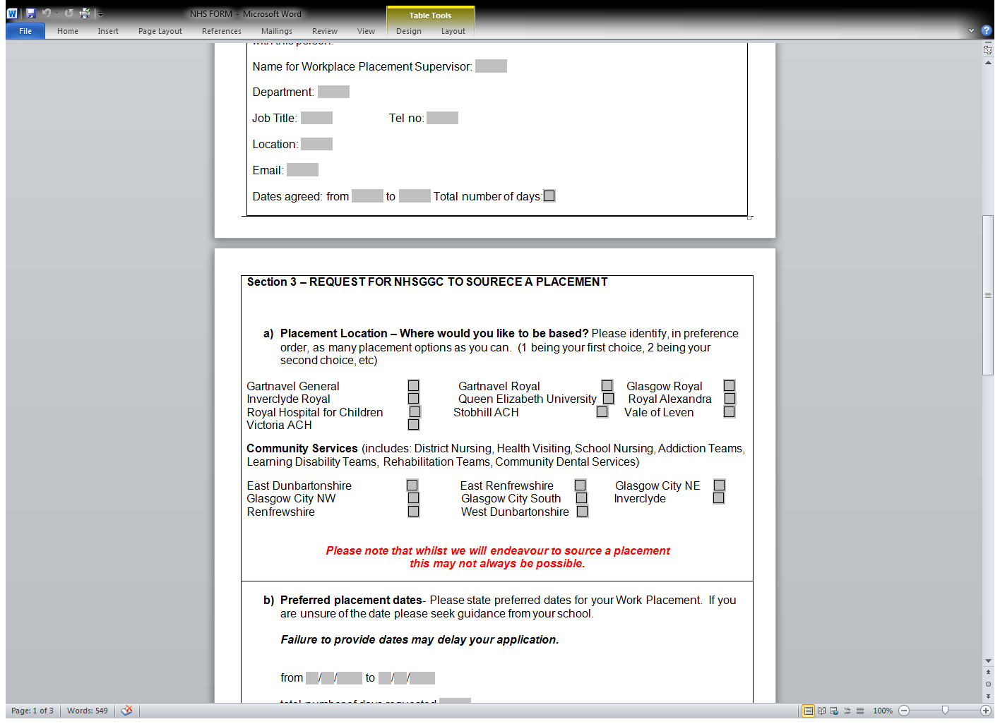 NHS FORM - Microsoft Word
Table Tools
File Home Insert Page Layout References Mailings Review View Design Layout
with this person.
Name for Workplace Placement Supervisor:
Department:
Job Title: Tel no:
Location:
Email:
Dates agreed: from to Total number of days:
Section 3 – REQUEST FOR NHSGGC TO SOURECE A PLACEMENT
a) Placement Location – Where would you like to be based? Please identify, in preference
order, as many placement options as you can. (1 being your first choice, 2 being your
second choice, etc)
Gartnavel General Gartnavel Royal Glasgow Royal
Inverclyde Royal Queen Elizabeth University Royal Alexandra
Royal Hospital for Children Stobhill ACH Vale of Leven
Victoria ACH
Community Services (includes: District Nursing, Health Visiting, School Nursing, Addiction Teams,
Learning Disability Teams, Rehabilitation Teams, Community Dental Services)
East Dunbartonshire East Renfrewshire Glasgow City NE
Glasgow City NW Glasgow City South Inverclyde
Renfrewshire West Dunbartonshire
Please note that whilst we will endeavour to source a placement
this may not always be possible.
b) Preferred placement dates- Please state preferred dates for your Work Placement. If you
are unsure of the date please seek guidance from your school.
Failure to provide dates may delay your application.
from / / to / /
total number of days requested
Page: 1 of 3 Words: 549 100%